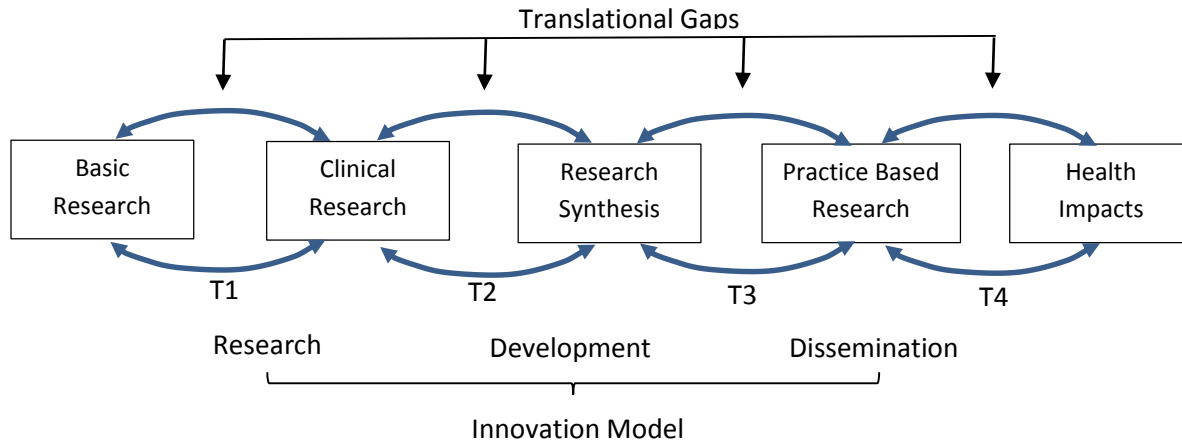 Translational Gaps
Basic
Research
Clinical
Research
Research
Synthesis
Practice Based
Research
Health
Impacts
T1
T2
T3
T4
Research
Development
Dissemination
Innovation Model